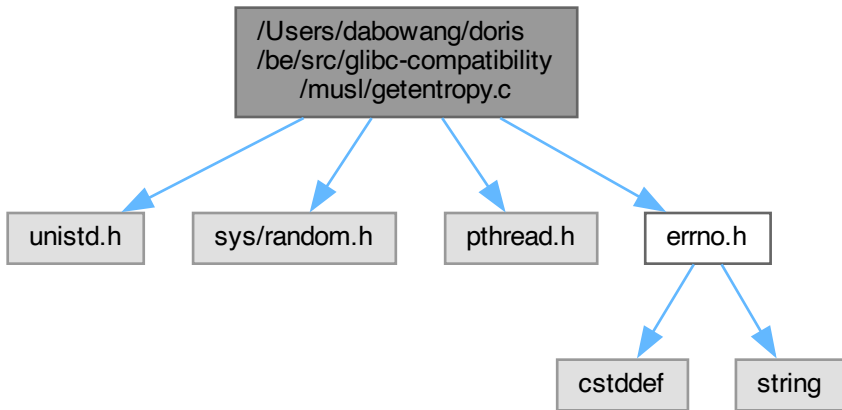 /Users/dabowang/doris
/be/src/glibc-compatibility
/musl/getentropy.c
unistd.h
sys/random.h
pthread.h
errno.h
cstddef
string